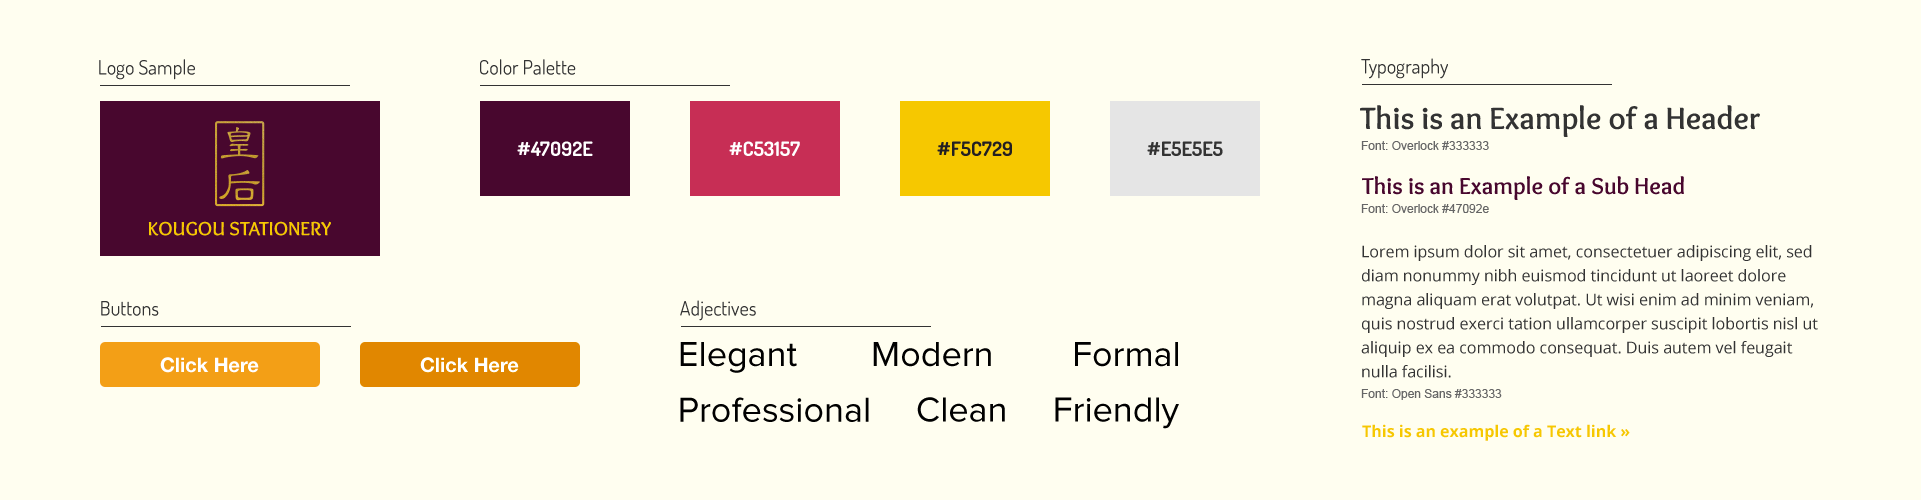 Logo Sample
皇
后
KOUGOU STATIONERY
Color Palette
#47092E
#C53157
#F5C729
#E5E5E5
Buttons
Click Here
Click Here
Adjectives
Elegant Modern Formal
Professional Clean Friendly
Typography
This is an Example of a Header
Font: Overlock #333333
This is an Example of a Sub Head
Font: Overlock #47092e
Lorem ipsum dolor sit amet, consectetuer adipiscing elit, sed
diam nonummy nibh euismod tincidunt ut laoreet dolore
magna aliquam erat volutpat. Ut wisi enim ad minim veniam,
quis nostrud exerci tation ullamcorper suscipit lobortis nisl ut
aliquip ex ea commodo consequat. Duis autem vel feugait
nulla facilisi.
Font: Open Sans #333333
This is an example of a Text link »